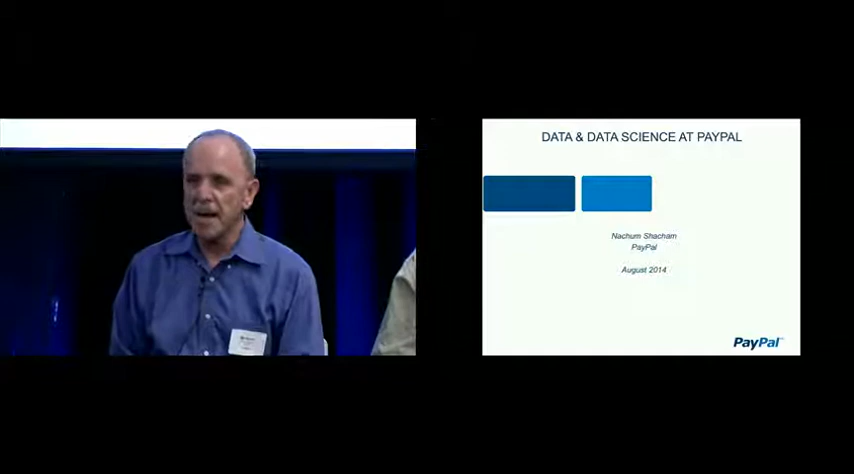 DATA & DATA SCIENCE AT PAYPAL
Nachum Shacham
PayPal
August 2014
PayPal